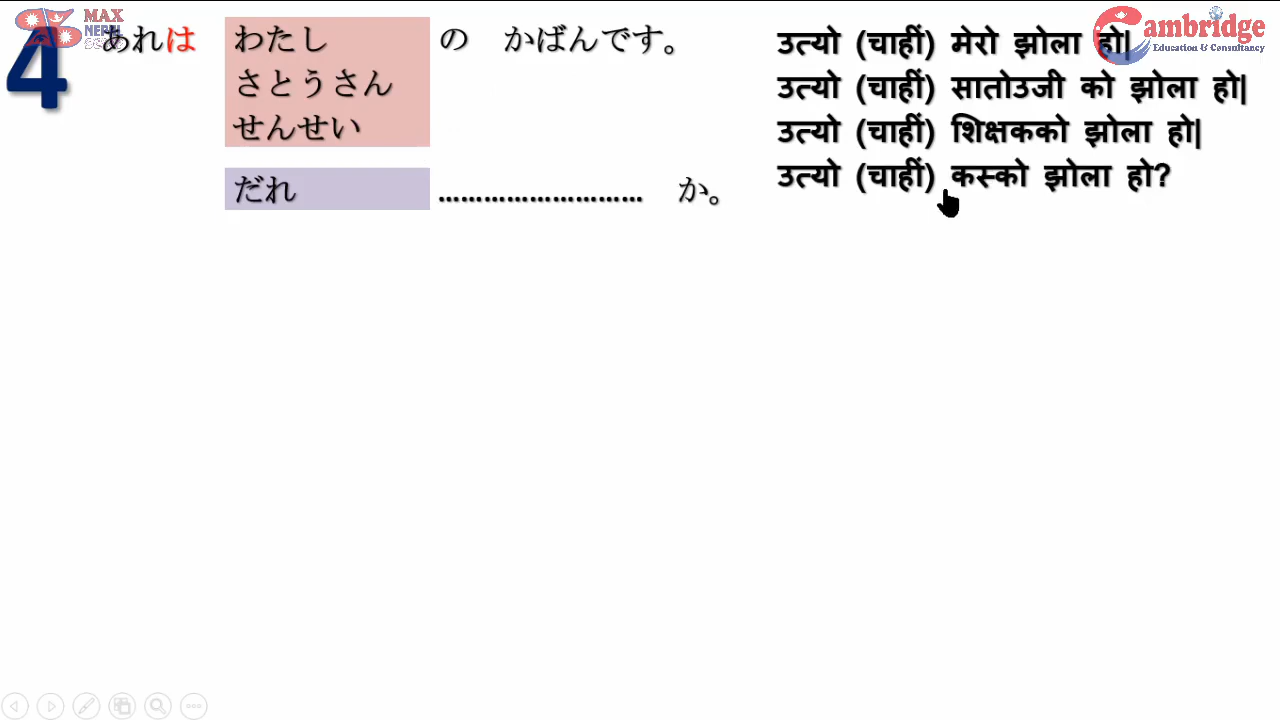 MAX
NEPAL
4
あれは わたし の かばんです。
さとうさん
せんせい
だれ ........................... か。
उत्यो (चाहीं) मेरो झोला हो|
उत्यो (चाहीं) सातोउजी को झोला हो|
उत्यो (चाहीं) शिक्षकको झोला हो|
उत्यो (चाहीं) कस्को झोला हो?
Cambridge
Education & Consultancy